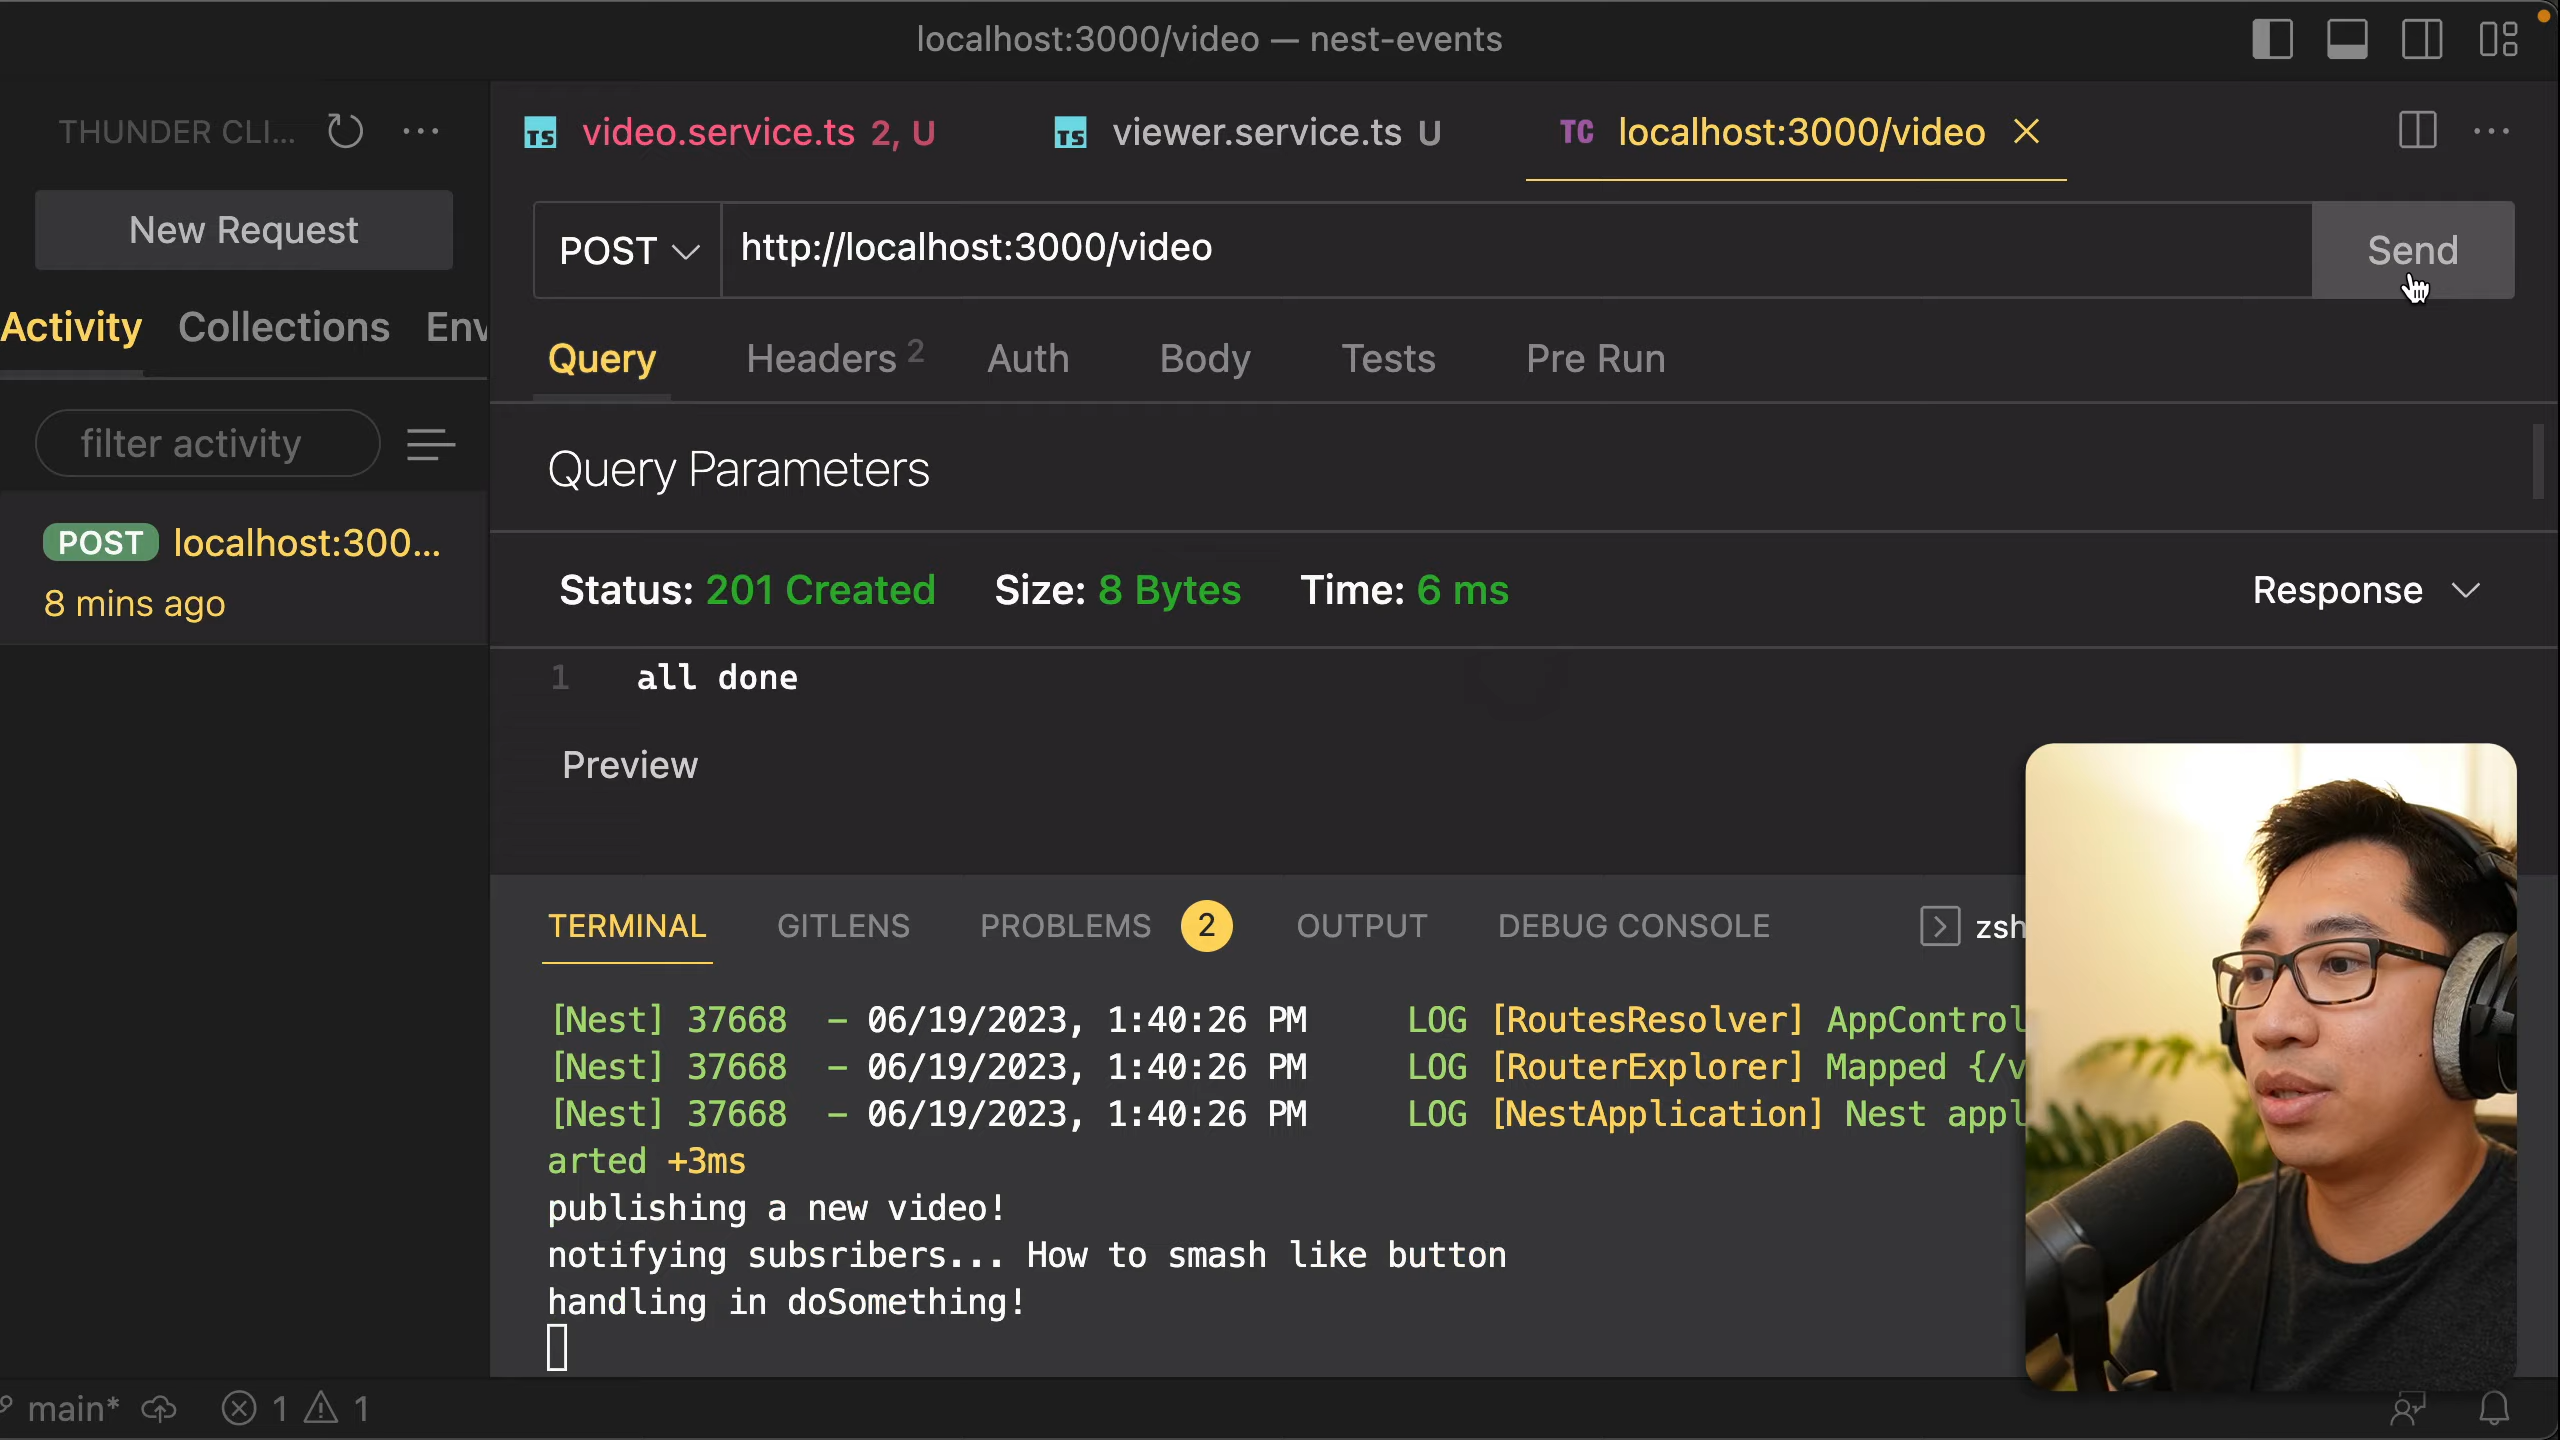 localhost:3000/video — nest-events
THUNDER CLI...
New Request
Activity Collections Env
filter activity
POST localhost:300...
8 mins ago
TS video.service.ts 2, U
TS viewer.service.ts U
TC localhost:3000/video
POST http://localhost:3000/video Send
Query Headers 2 Auth Body Tests Pre Run
Query Parameters
Status: 201 Created Size: 8 Bytes Time: 6 ms Response
1 all done
Preview
TERMINAL GITLENS PROBLEMS 2 OUTPUT DEBUG CONSOLE zsh
[Nest] 37668 - 06/19/2023, 1:40:26 PM LOG [RoutesResolver] AppControl
[Nest] 37668 - 06/19/2023, 1:40:26 PM LOG [RouterExplorer] Mapped {/v
[Nest] 37668 - 06/19/2023, 1:40:26 PM LOG [NestApplication] Nest appl
arted +3ms
publishing a new video!
notifying subsribers... How to smash like button
handling in doSomething!
main* 1 1